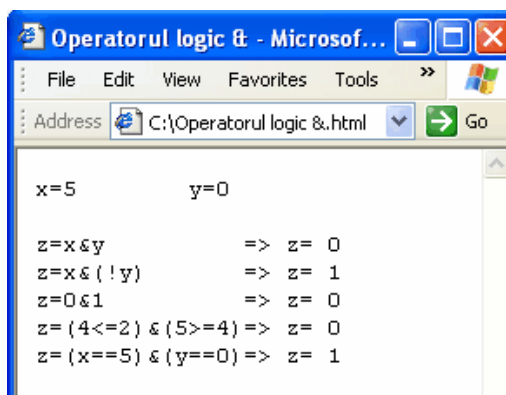 Operatorul logic & - Microsof...
File Edit View Favorites Tools »
Address C:\Operatorul logic &.html Go
x=5 y=0
z=x&y => z= 0
z=x&(!y) => z= 1
z=0&1 => z= 0
z=(4<=2)&(5>=4)=> z= 0
z=(x==5)&(y==0)=> z= 1